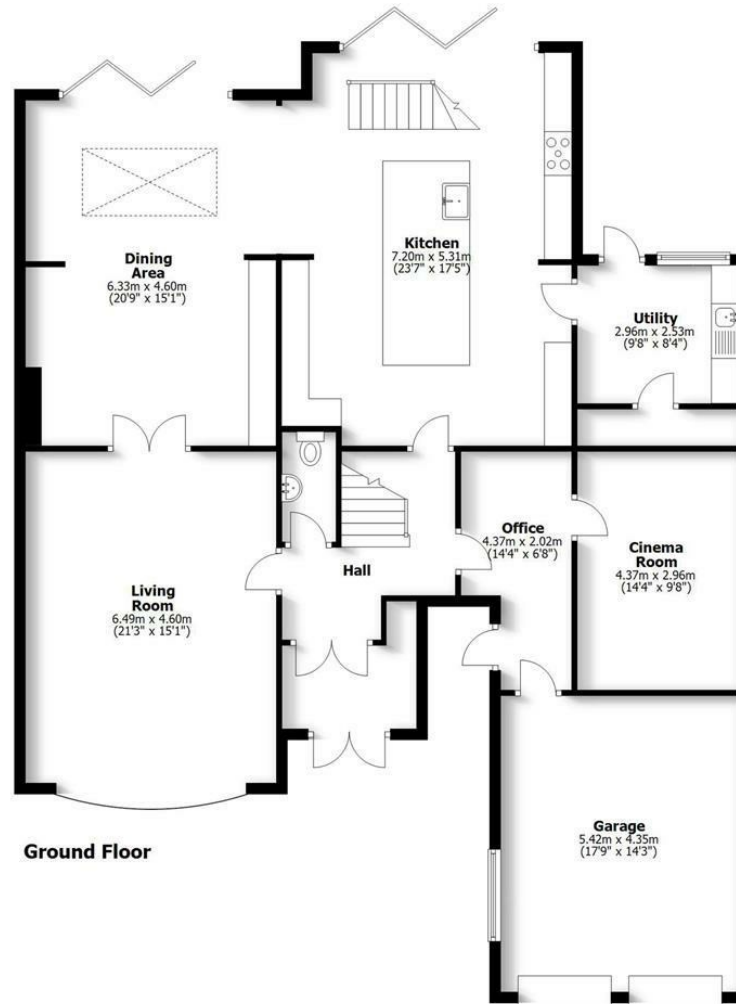 Kitchen
7.20m x 5.31m
(23'7" x 17'5")
Dining
Area
6.33m x 4.60m
(20'9" x 15'1")
Utility
2.96m x 2.53m
(9'8" x 8'4")
Office
4.37m x 2.02m
(14'4" x 6'8")
Cinema
Room
4.37m x 2.96m
(14'4" x 9'8")
Hall
Living
Room
6.49m x 4.60m
(21'3" x 15'1")
Garage
5.42m x 4.35m
(17'9" x 14'3")
Ground Floor